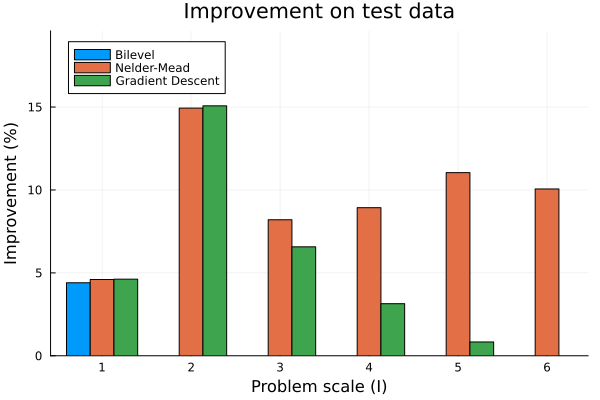 Improvement on test data
Bilevel
Nelder-Mead
Gradient Descent
Improvement (%)
15
10
5
0
1 2 3 4 5 6
Problem scale (I)